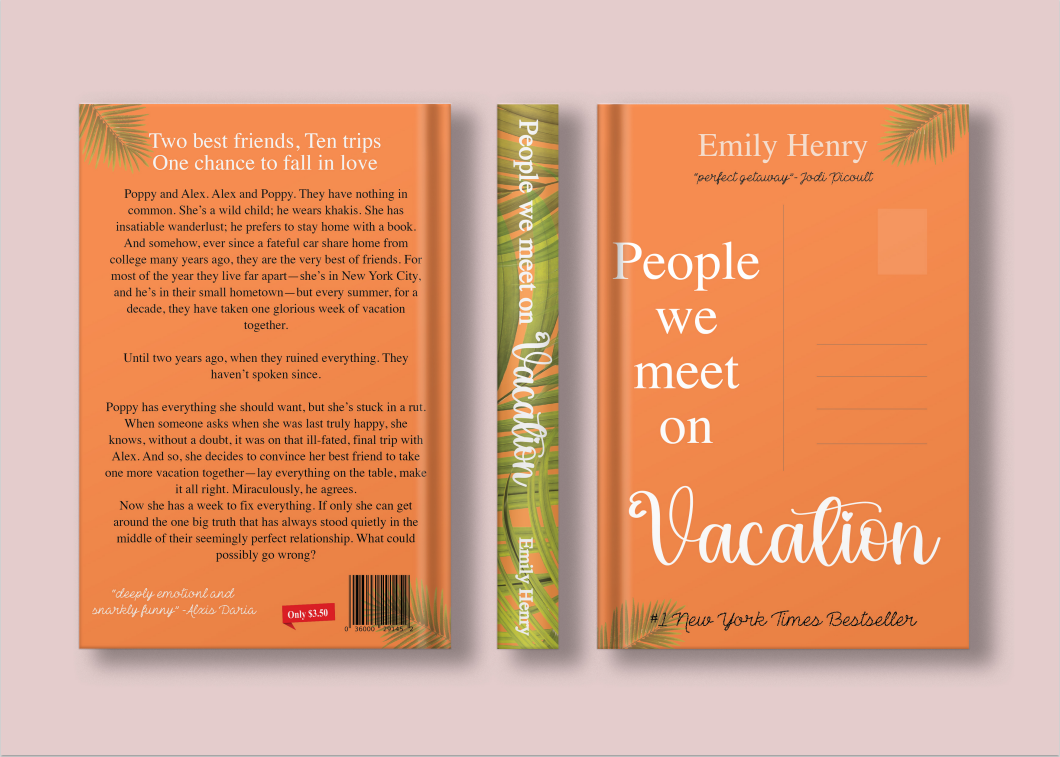 Two best friends, Ten trips
One chance to fall in love
Poppy and Alex. Alex and Poppy. They have nothing in
common. She’s a wild child; he wears khakis. She has
insatiable wanderlust; he prefers to stay home with a book.
And somehow, ever since a fateful car share home from
college many years ago, they are the very best of friends. For
most of the year they live far apart—she’s in New York City,
and he’s in their small hometown—but every summer, for a
decade, they have taken one glorious week of vacation
together.
Until two years ago, when they ruined everything. They
haven’t spoken since.
Poppy has everything she should want, but she’s stuck in a rut.
When someone asks when she was last truly happy, she
knows, without a doubt, it was on that ill-fated, final trip with
Alex. And so, she decides to convince her best friend to take
one more vacation together—lay everything on the table, make
it all right. Miraculously, he agrees.
Now she has a week to fix everything. If only she can get
around the one big truth that has always stood quietly in the
middle of their seemingly perfect relationship. What could
possibly go wrong?
"deeply emotionl and
snarkly funny" -Alxis Daria
Only $3.50
0 36000 29145 2
People we meet on Vacation
Emily Henry
Emily Henry
"perfect getaway"- Jodi Picoult
People
we
meet
on
Vacation
#1 New York Times Bestseller